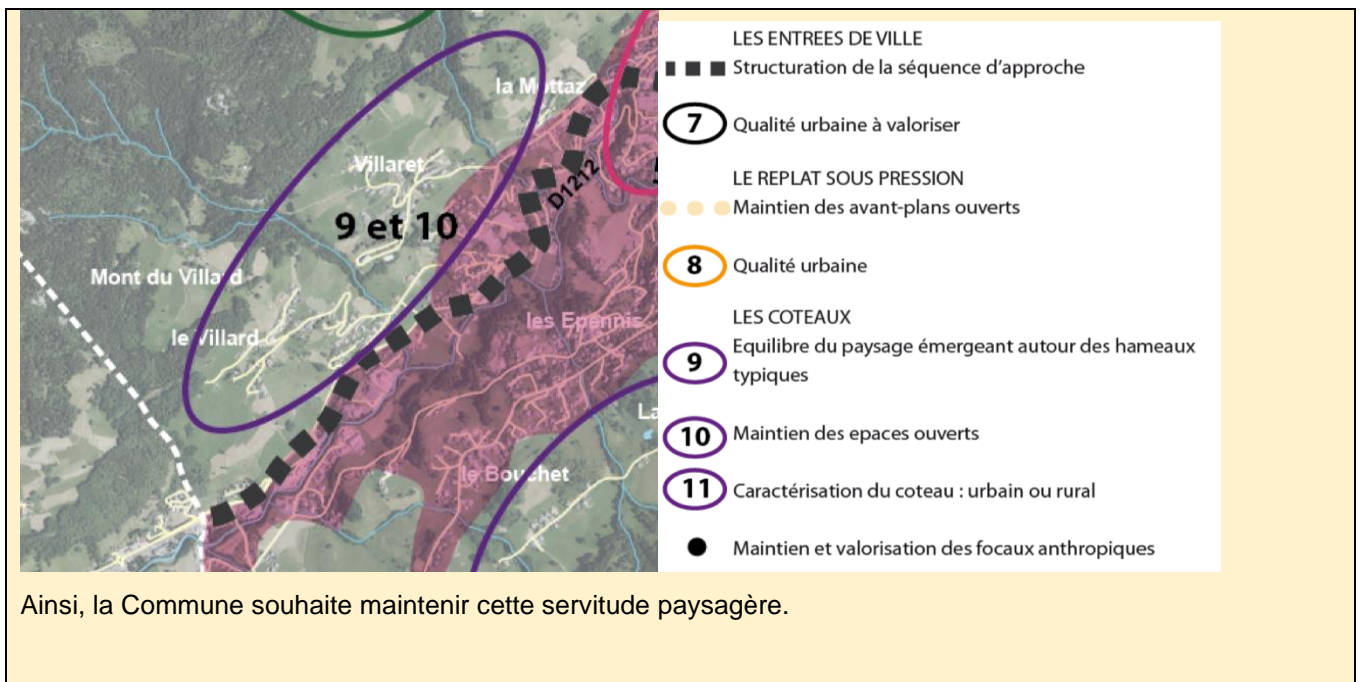 la Mottaz
Villaret
D1212
9 et 10
Mont du Villard
le Villard
les Epennis
le Bouchet
LES ENTREES DE VILLE
Structuration de la séquence d'approche
7 Qualité urbaine à valoriser
LE REPLAT SOUS PRESSION
Maintien des avant-plans ouverts
8 Qualité urbaine
LES COTEAUX
9 Equilibre du paysage émergeant autour des hameaux
typiques
10 Maintien des epaces ouverts
11 Caractérisation du coteau : urbain ou rural
Maintien et valorisation des focaux anthropiques
Ainsi, la Commune souhaite maintenir cette servitude paysagère.